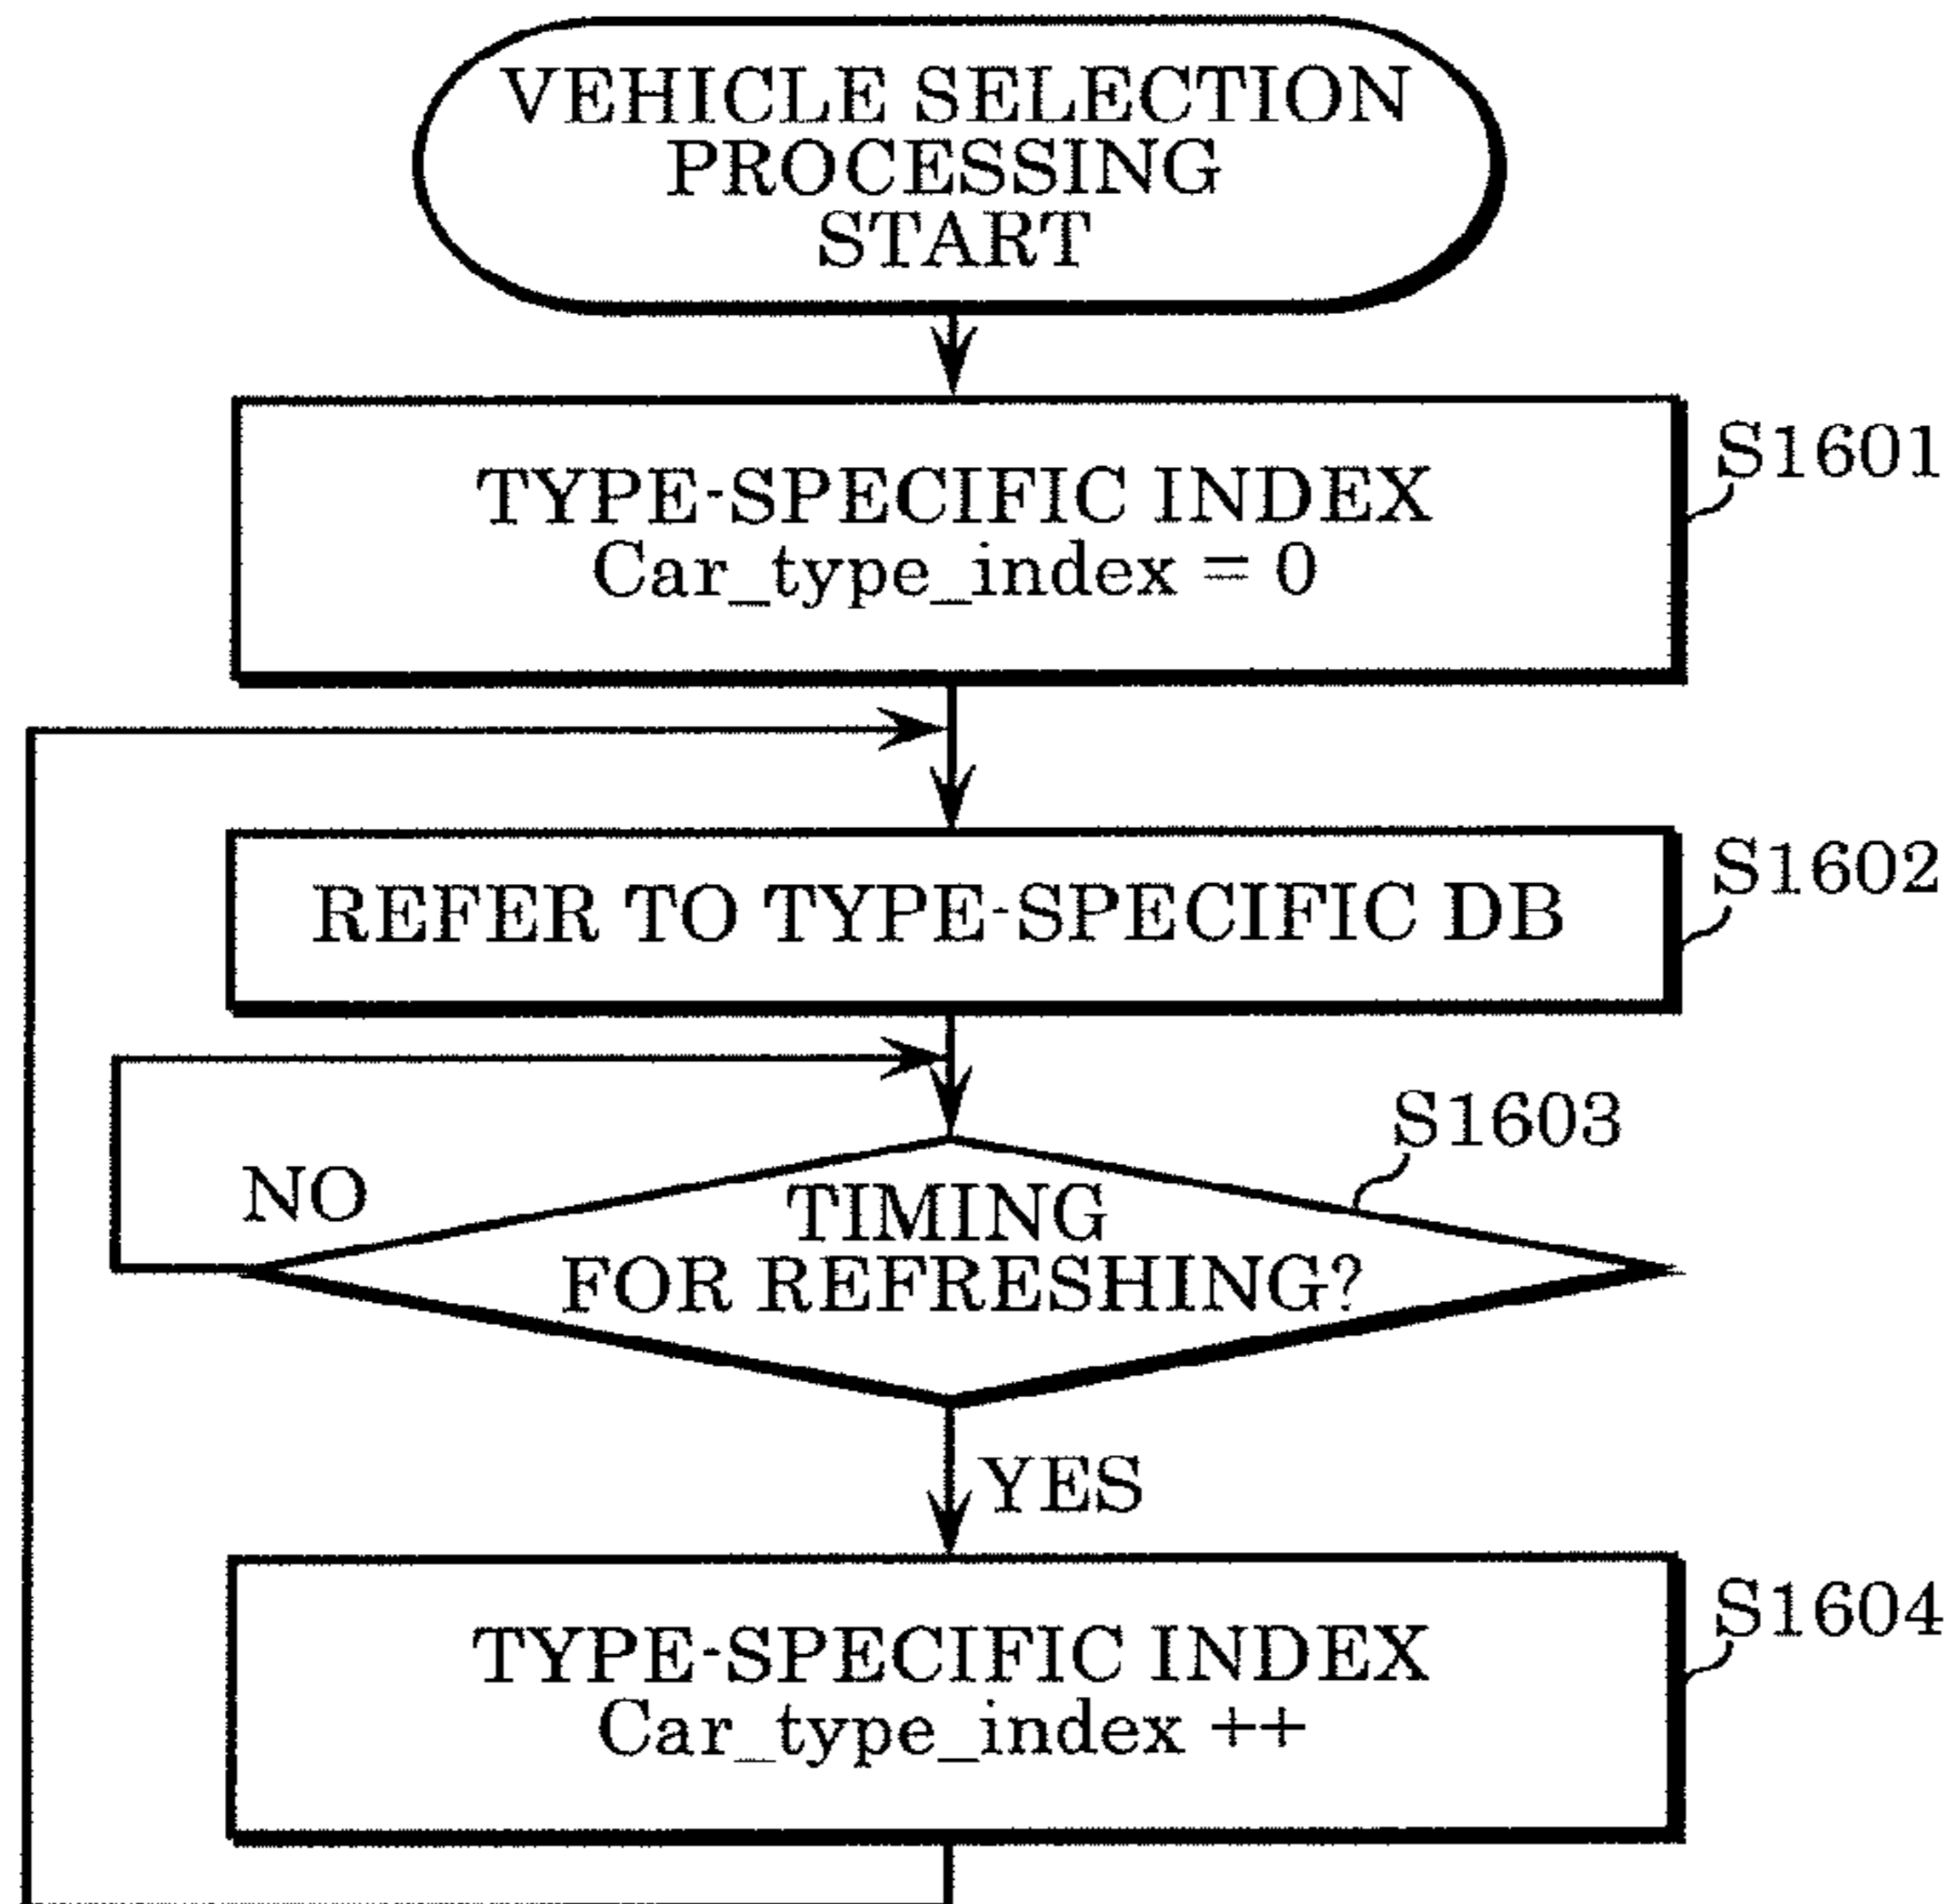 VEHICLE SELECTION
PROCESSING
START
TYPE-SPECIFIC INDEX
Car_type_index = 0
S1601
REFER TO TYPE-SPECIFIC DB
S1602
S1603
NO
TIMING
FOR REFRESHING?
YES
TYPE-SPECIFIC INDEX
Car_type_index ++
S1604